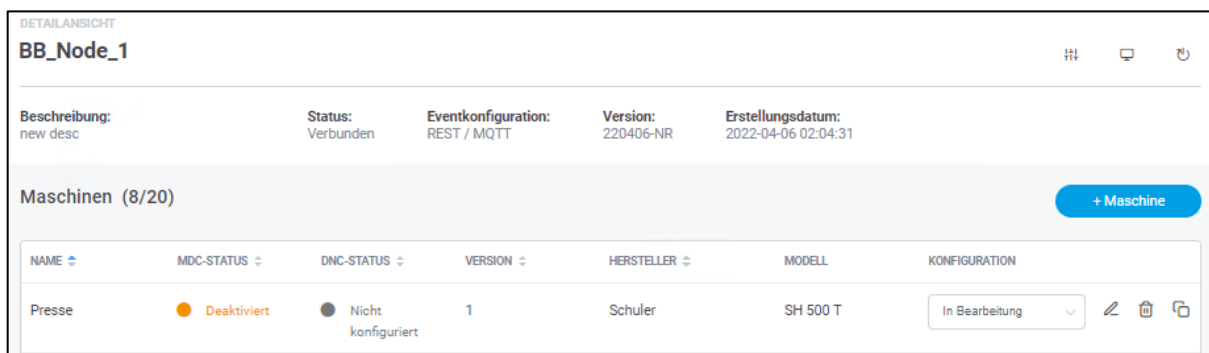 DETAILANSICHT
BB_Node_1
Beschreibung: Status: Eventkonfiguration: Version: Erstellungsdatum:
new desc Verbunden REST / MQTT 220406-NR 2022-04-06 02:04:31
Maschinen (8/20) + Maschine
NAME MDC-STATUS DNC-STATUS VERSION HERSTELLER MODELL KONFIGURATION
Presse Deaktiviert Nicht konfiguriert 1 Schuler SH 500 T In Bearbeitung